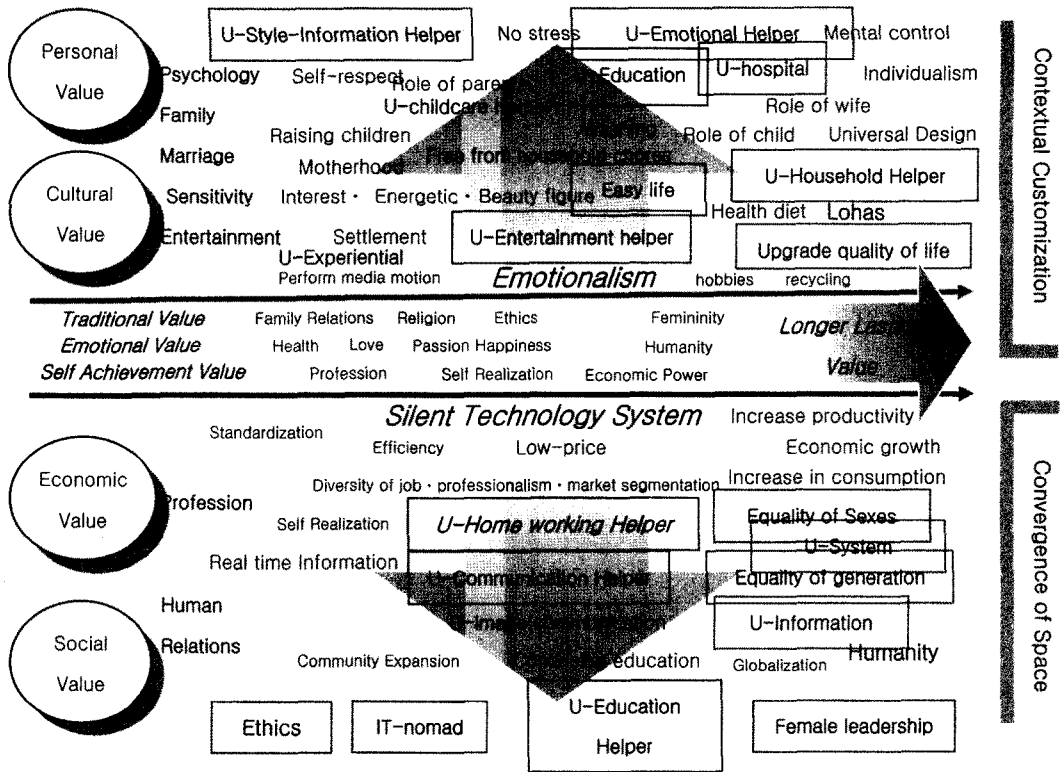 Personal
Value
U-Style-Information Helper
No stress
U-Emotional Helper
Mental control
Psychology
Self-respect
Role of
Education
U-hospital
Individualism
Family
U-childcare
Role of wife
Raising children
Role of child
Universal Design
Marriage
Motherhood
Free from household
U-Household Helper
Cultural
Value
Sensitivity
Interest · Energetic · Beauty figure
Easy life
Health diet
Lohas
Entertainment
Settlement
U-Entertainment helper
Upgrade quality of life
U-Experiential
Perform media motion
Emotionalism
hobbies
recycling
Contextual Customization
Traditional Value
Family Relations
Religion
Ethics
Femininity
Longer
Emotional Value
Health
Love
Passion
Happiness
Humanity
Value
Self Achievement Value
Profession
Self Realization
Economic Power
Silent Technology System
Increase productivity
Standardization
Efficiency
Low-price
Economic growth
Economic
Value
Increase in consumption
Diversity of job · professionalism · market segmentation
Profession
Self Realization
U-Home working Helper
Equality of Sexes
U-System
Real time Information
U-Communication Helper
Equality of generation
Human
Relations
U-Information
Social
Value
Community Expansion
education
Globalization
Humanity
U-Education
Helper
Ethics
IT-nomad
Female leadership
Convergence of Space